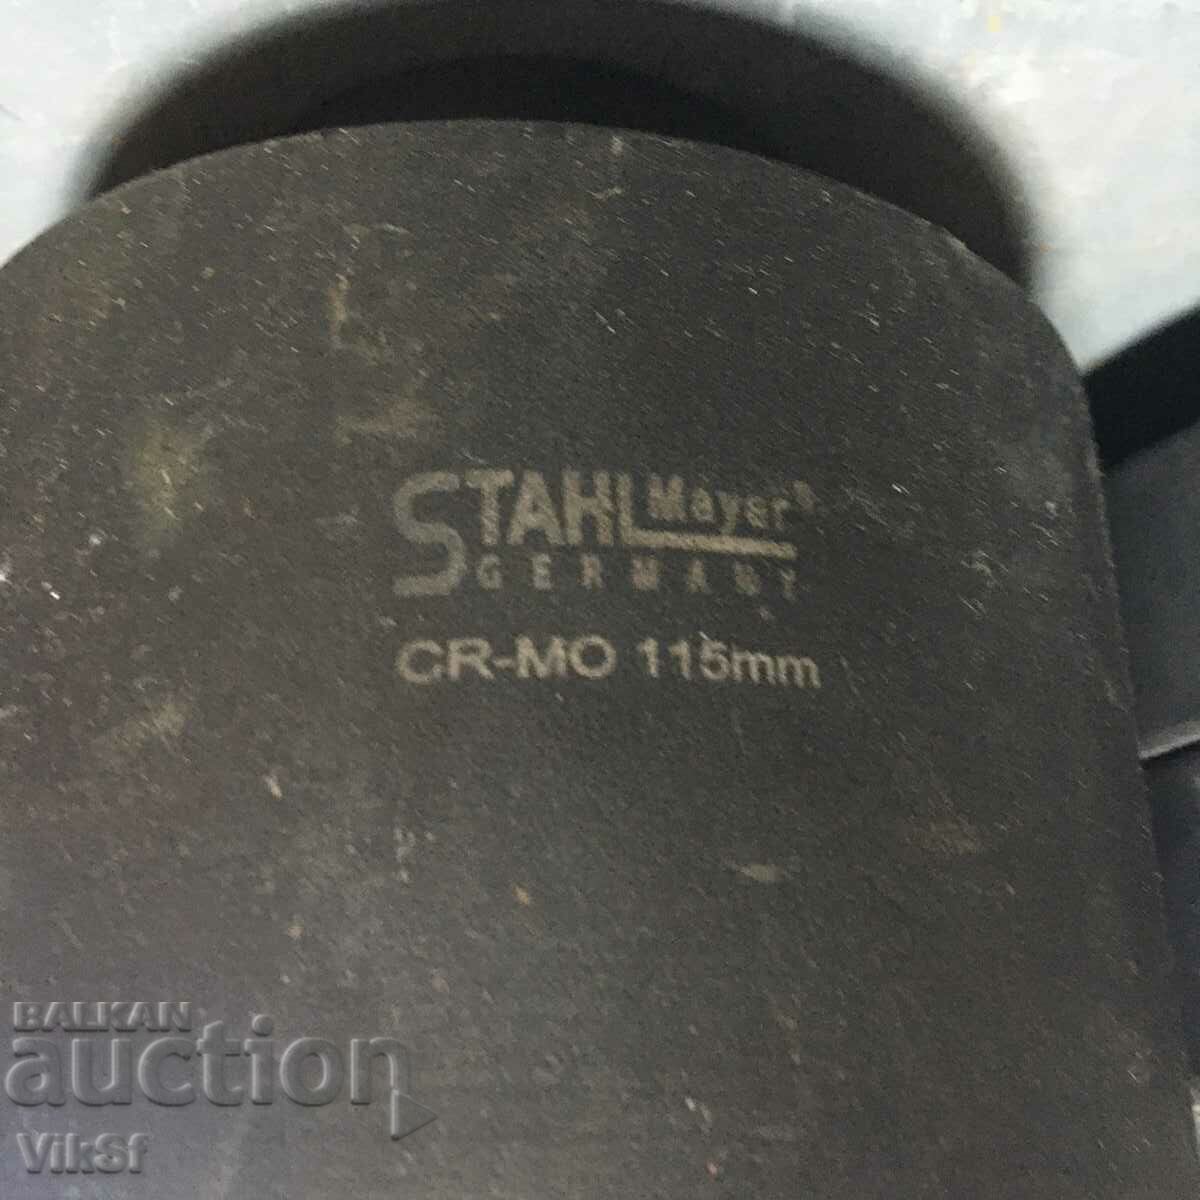 STAHLMayer®
GERMANY
CR-MO 115mm
BALKAN
auction
VikSf